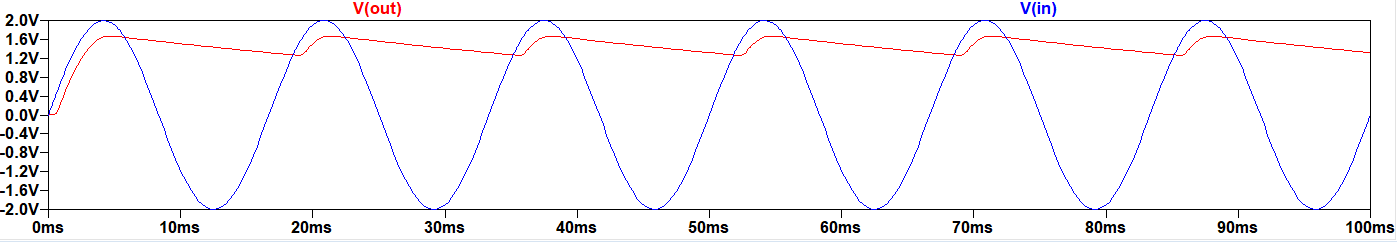 V(out) V(in)
2.0V
1.6V
1.2V
0.8V
0.4V
0.0V
-0.4V
-0.8V
-1.2V
-1.6V
-2.0V
0ms 10ms 20ms 30ms 40ms 50ms 60ms 70ms 80ms 90ms 100ms